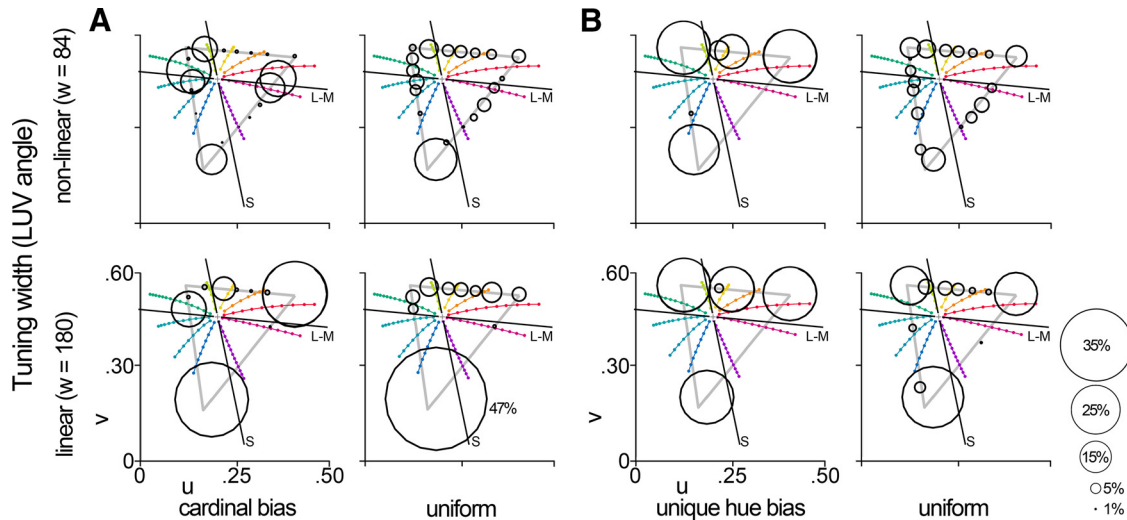 A
B
Tuning width (LUV angle)
non-linear (w = 84)
linear (w = 180)
L-M
S
L-M
S
L-M
S
L-M
S
.60
.30
0
v
L-M
S
0
.25
.50
u
cardinal bias
L-M
S
47%
uniform
.60
.30
0
v
L-M
S
0
.25
.50
u
unique hue bias
L-M
S
uniform
35%
25%
15%
5%
1%